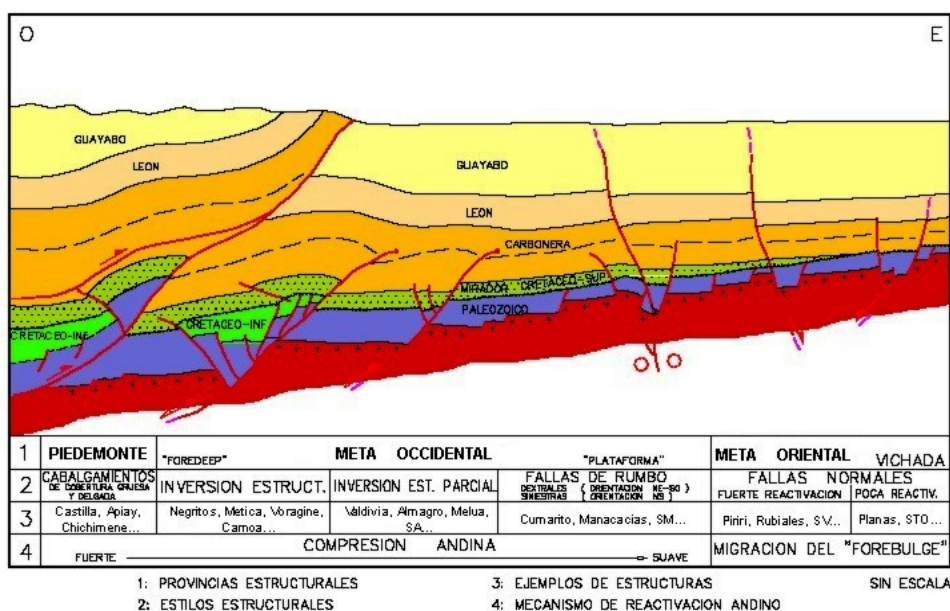 O
E
GUAYABO
LEON
GUAYABO
LEON
CARBONERA
MIRADOR
CRETACEO-SUP
PALEOZOICO
CRETACEO-INF
CRETACEO-INF
1 PIEDEMONTE "FOREDEEP" META OCCIDENTAL "PLATAFORMA" META ORIENTAL VICHADA
2 CABALGAMIENTOS
DE COBERTURA GRUESA
Y DELGADA
INVERSION ESTRUCT.
INVERSION EST. PARCIAL
FALLAS DE RUMBO
DEXTRALES ( ORIENTACION NE-SO )
SINESTRAS ( ORIENTACION NS )
FALLAS NORMALES
FUERTE REACTIVACION
POCA REACTIV.
3 Castilla, Apiay,
Chichimene...
Negritos, Metica, Voragine,
Camoa...
Valdivia, Almagro, Melua,
SA...
Cumarito, Manacacias, SM...
Piriri, Rubiales, SV...
Planas, STO...
4 COMPRESION ANDINA
FUERTE
SUAVE
MIGRACION DEL "FOREBULGE"
1: PROVINCIAS ESTRUCTURALES
3: EJEMPLOS DE ESTRUCTURAS
SIN ESCALA
2: ESTILOS ESTRUCTURALES
4: MECANISMO DE REACTIVACION ANDINO